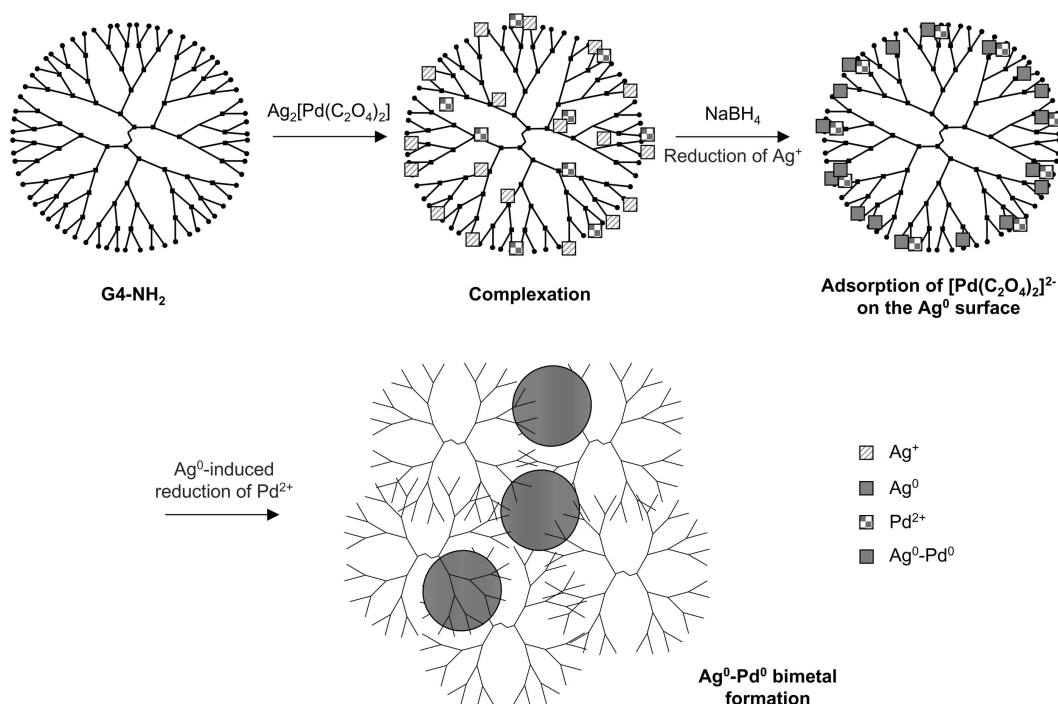 Ag₂[Pd(C₂O₄)₂]
NaBH₄
Reduction of Ag⁺
G4-NH₂
Complexation
Adsorption of [Pd(C₂O₄)₂]²⁻
on the Ag⁰ surface
Ag⁰-induced
reduction of Pd²⁺
Ag⁺
Ag⁰
Pd²⁺
Ag⁰-Pd⁰
Ag⁰-Pd⁰ bimetal
formation